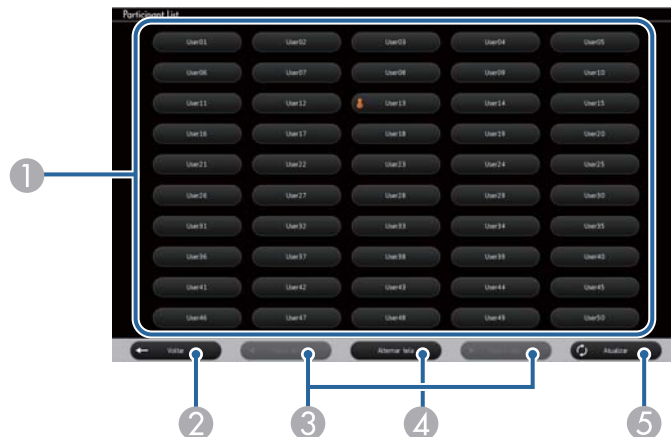 Participant List
User01 User02 User03 User04 User05
User06 User07 User08 User09 User10
User11 User12 User13 User14 User15
User16 User17 User18 User19 User20
User21 User22 User23 User24 User25
User26 User27 User28 User29 User30
User31 User32 User33 User34 User35
User36 User37 User38 User39 User40
User41 User42 User43 User44 User45
User46 User47 User48 User49 User50
1
Voltar Alternar tela Atualizar
2 3 4 5